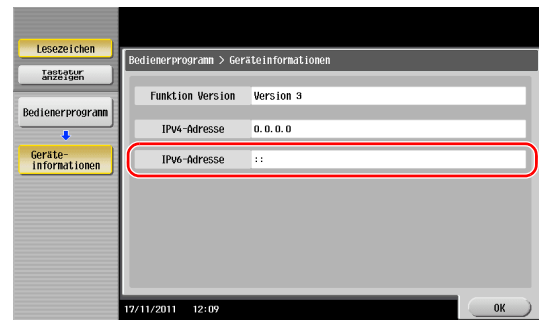 Lesezeichen
Tastatur
anzeigen
Bedienerprogramm
Geräte-
informationen
Bedienerprogramm > Geräteinformationen
Funktion Version Version 3
IPv4-Adresse 0.0.0.0
IPv6-Adresse ::
17/11/2011 12:09
OK